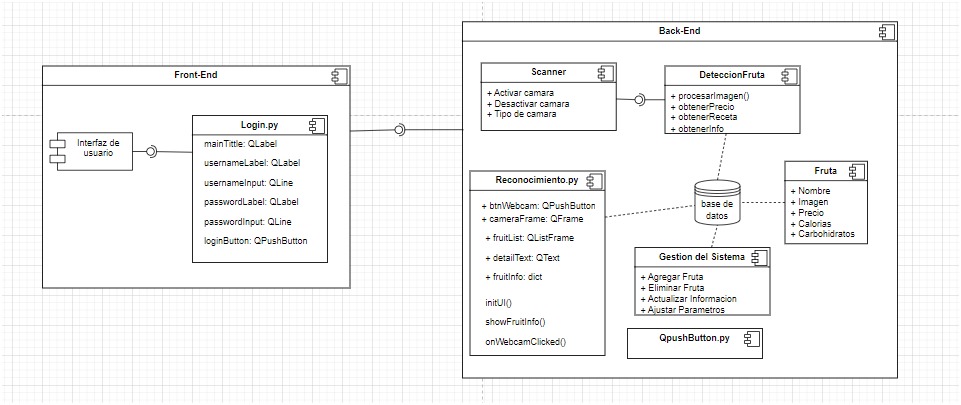 Front-End
Interfaz de
usuario
Login.py
mainTittle: QLabel
usernameLabel: QLabel
usernameInput: QLine
passwordLabel: QLabel
passwordInput: QLine
loginButton: QPushButton
Back-End
Scanner
+ Activar camara
+ Desactivar camara
+ Tipo de camara
DeteccionFruta
+ procesarImagen()
+ obtenerPrecio
+ obtenerReceta
+ obtenerInfo
Reconocimiento.py
+ btnWebcam: QPushButton
+ cameraFrame: QFrame
+ fruitList: QListFrame
+ detailText: QText
+ fruitInfo: dict
initUI()
showFruitInfo()
onWebcamClicked()
base de
datos
Fruta
+ Nombre
+ Imagen
+ Precio
+ Calorias
+ Carbohidratos
Gestion del Sistema
+ Agregar Fruta
+ Eliminar Fruta
+ Actualizar Informacion
+ Ajustar Parametros
QpushButton.py